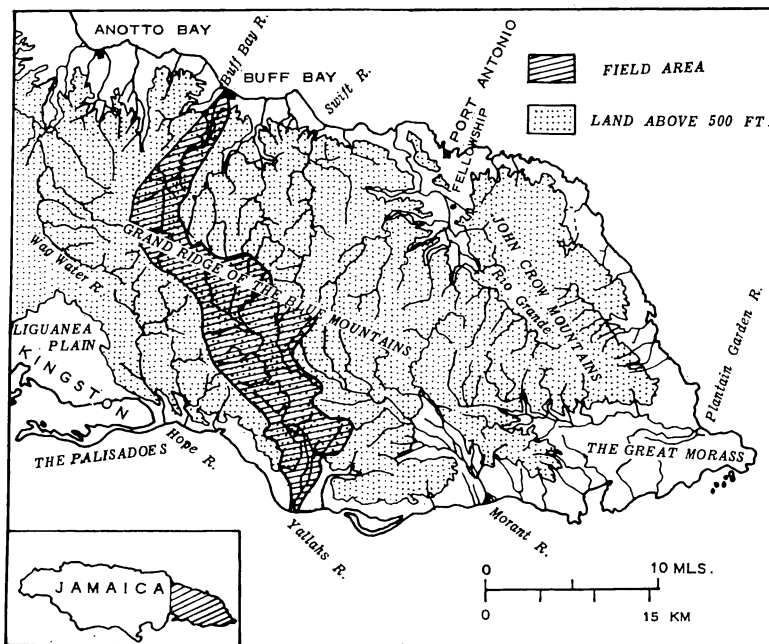 ANOTTO BAY
Buff Bay R.
BUFF BAY
Swift R.
PORT ANTONIO
FELLOWSHIP
FIELD AREA
LAND ABOVE 500 FT.
GRAND RIDGE OF THE BLUE MOUNTAINS
JOHN CROW MOUNTAINS
Rio Grande
Wag Water R.
LIGUANEA
PLAIN
KINGSTON
Plantain Garden R.
THE PALISADOES
Hope R.
THE GREAT MORASS
Yallahs R.
Morant R.
JAMAICA
0 10 MLS.
0 15 KM